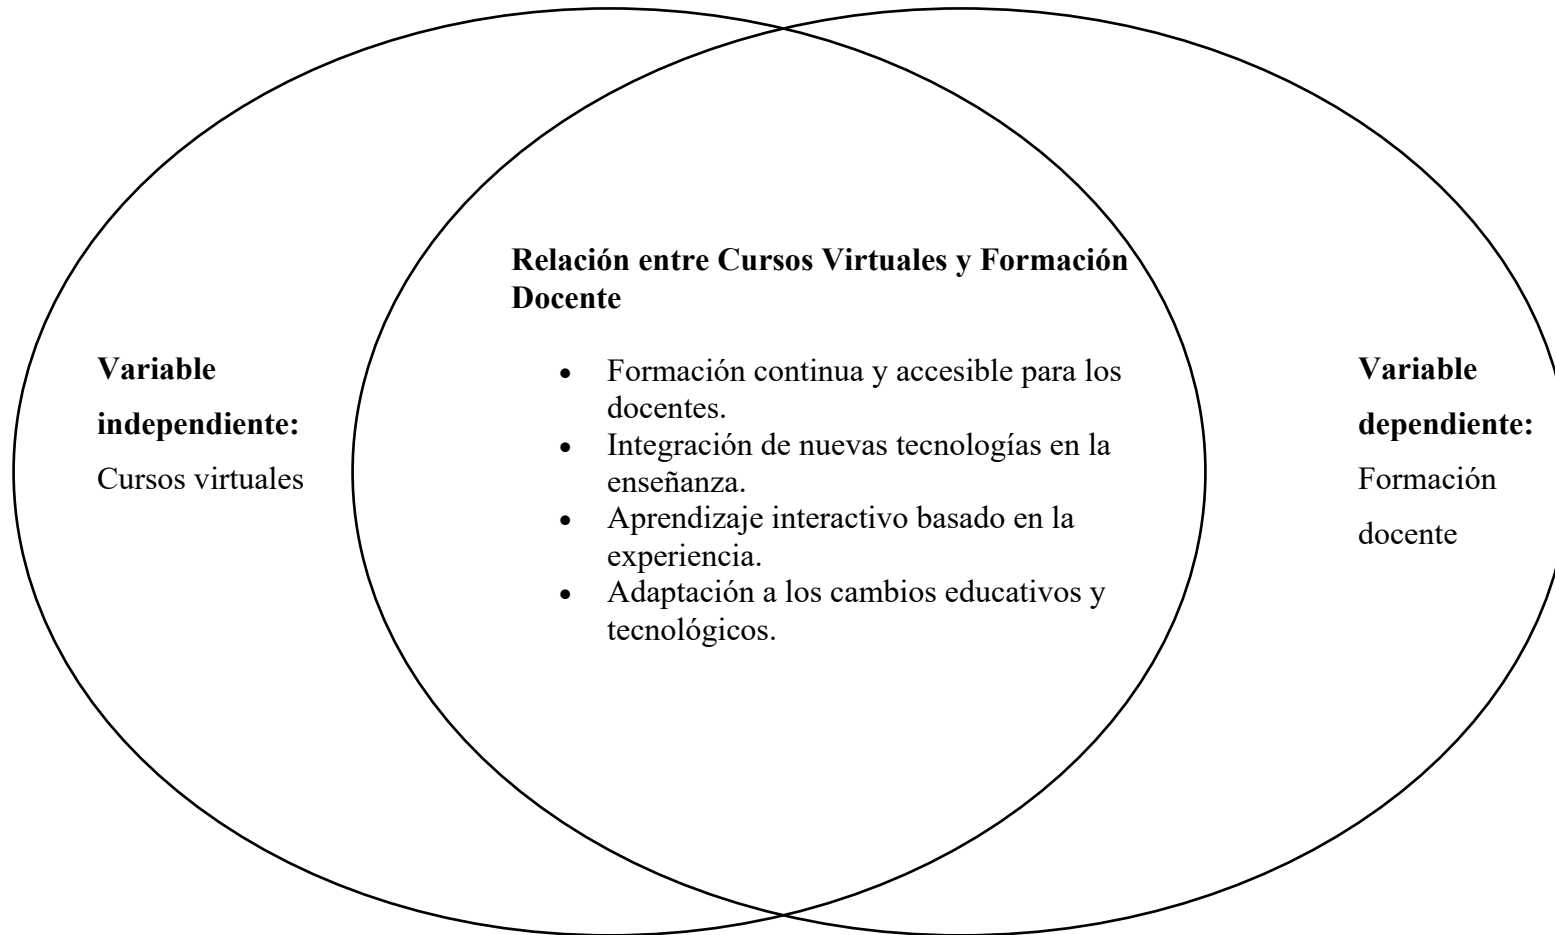 Variable
independiente:
Cursos virtuales
Relación entre Cursos Virtuales y Formación
Docente
• Formación continua y accesible para los
docentes.
• Integración de nuevas tecnologías en la
enseñanza.
• Aprendizaje interactivo basado en la
experiencia.
• Adaptación a los cambios educativos y
tecnológicos.
Variable
dependiente:
Formación
docente